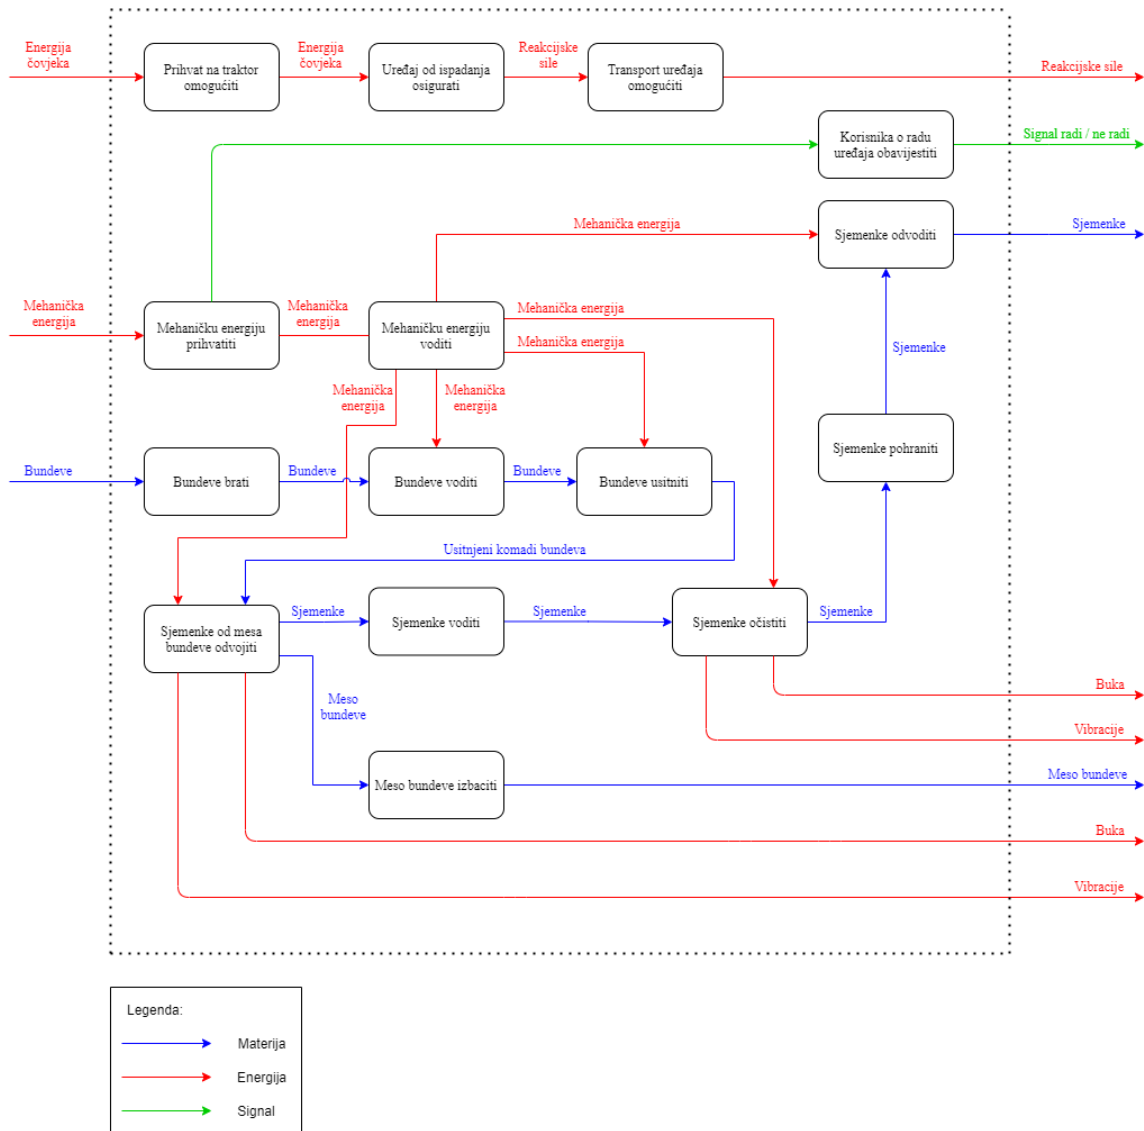 Energija
čovjeka
Prihvat na traktor
omogućiti
Energija
čovjeka
Uređaj od ispadanja
osigurati
Reakcijske
sile
Transport uređaja
omogućiti
Reakcijske sile
Korisnika o radu
uređaja obavijestiti
Signal radi / ne radi
Mehanička energija
Sjemenke odvoditi
Sjemenke
Mehanička
energija
Mehaničku energiju
prihvatiti
Mehanička
energija
Mehaničku energiju
voditi
Mehanička energija
Mehanička energija
Sjemenke
Mehanička
energija
Mehanička
energija
Sjemenke pohraniti
Bundeve
Bundeve brati
Bundeve
Bundeve voditi
Bundeve
Bundeve usitniti
Usitnjeni komadi bundeva
Sjemenke od mesa
bundeve odvojiti
Sjemenke
Sjemenke voditi
Sjemenke
Sjemenke očistiti
Sjemenke
Meso
bundeve
Buka
Vibracije
Meso bundeve izbaciti
Meso bundeve
Buka
Vibracije
Legenda:
Materija
Energija
Signal